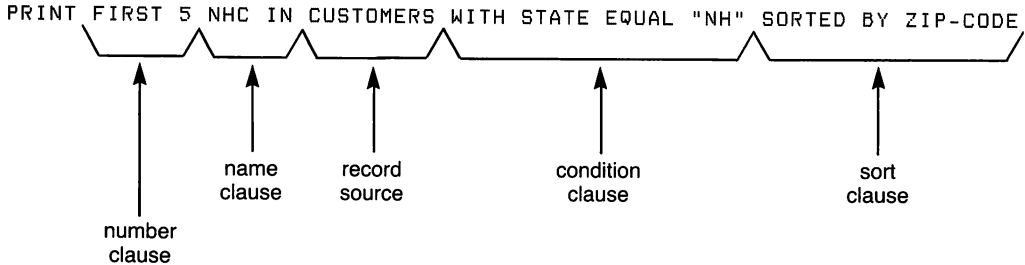 PRINT FIRST 5 NHC IN CUSTOMERS WITH STATE EQUAL "NH" SORTED BY ZIP-CODE
name clause
record source
condition clause
sort clause
number clause